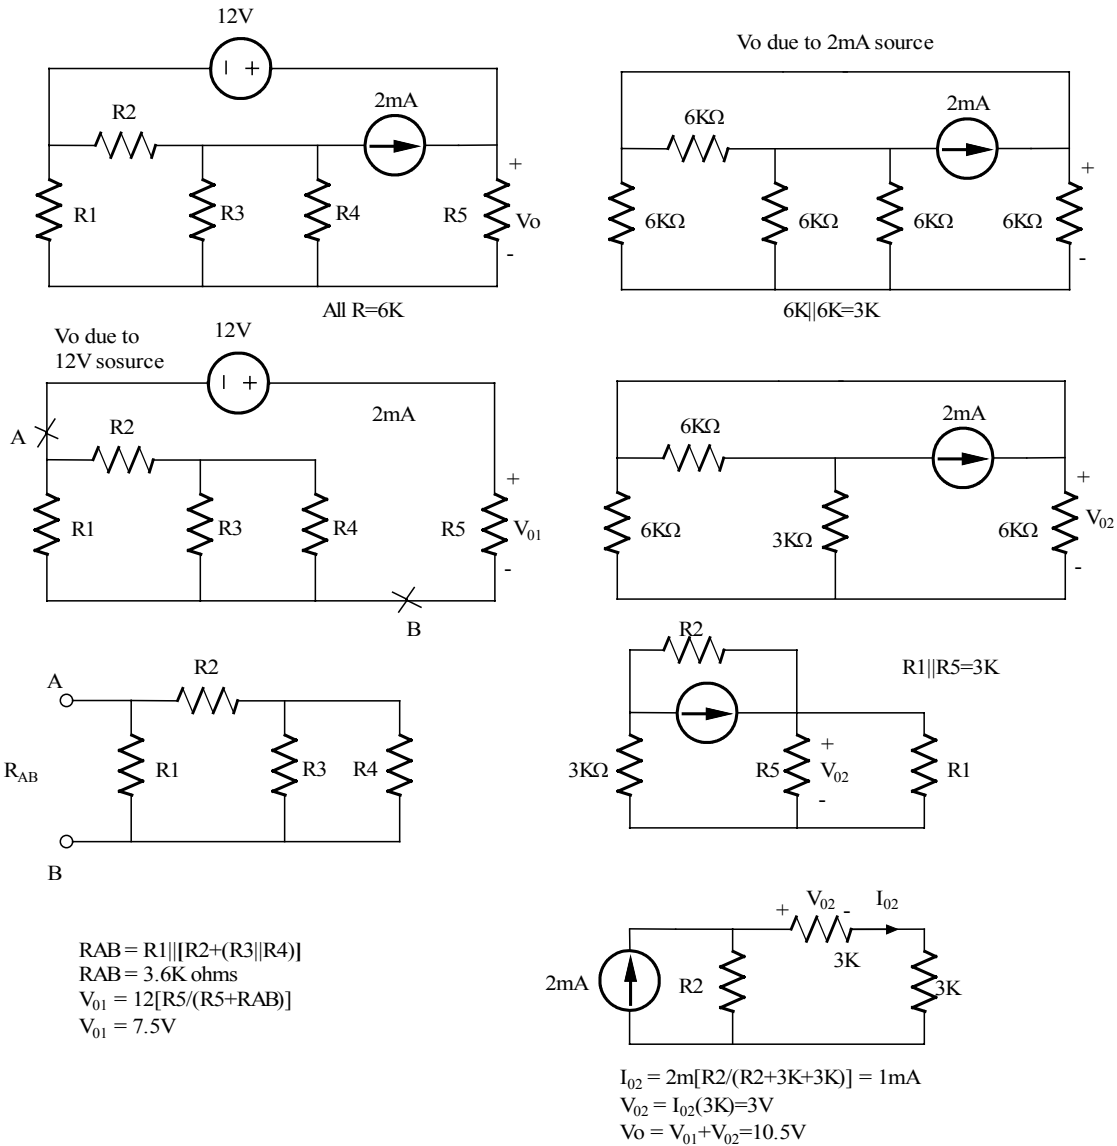 12V
2mA
R2
+
R1
R3
R4
R5
Vo
-
All R=6K
Vo due to
12V sosource
12V
2mA
A
R2
+
R1
R3
R4
R5
V01
-
B
A
R2
RAB
R1
R3
R4
B
RAB = R1||[R2+(R3||R4)]
RAB = 3.6K ohms
V01 = 12[R5/(R5+RAB)]
V01 = 7.5V
Vo due to 2mA source
2mA
6KΩ
+
6KΩ
6KΩ
6KΩ
6KΩ
-
6K||6K=3K
2mA
6KΩ
+
6KΩ
3KΩ
6KΩ
V02
-
R2
R1||R5=3K
3KΩ
R5
+
V02
-
R1
+
V02
-
I02
3K
2mA
R2
3K
I02 = 2m[R2/(R2+3K+3K)] = 1mA
V02 = I02(3K)=3V
Vo = V01+V02=10.5V